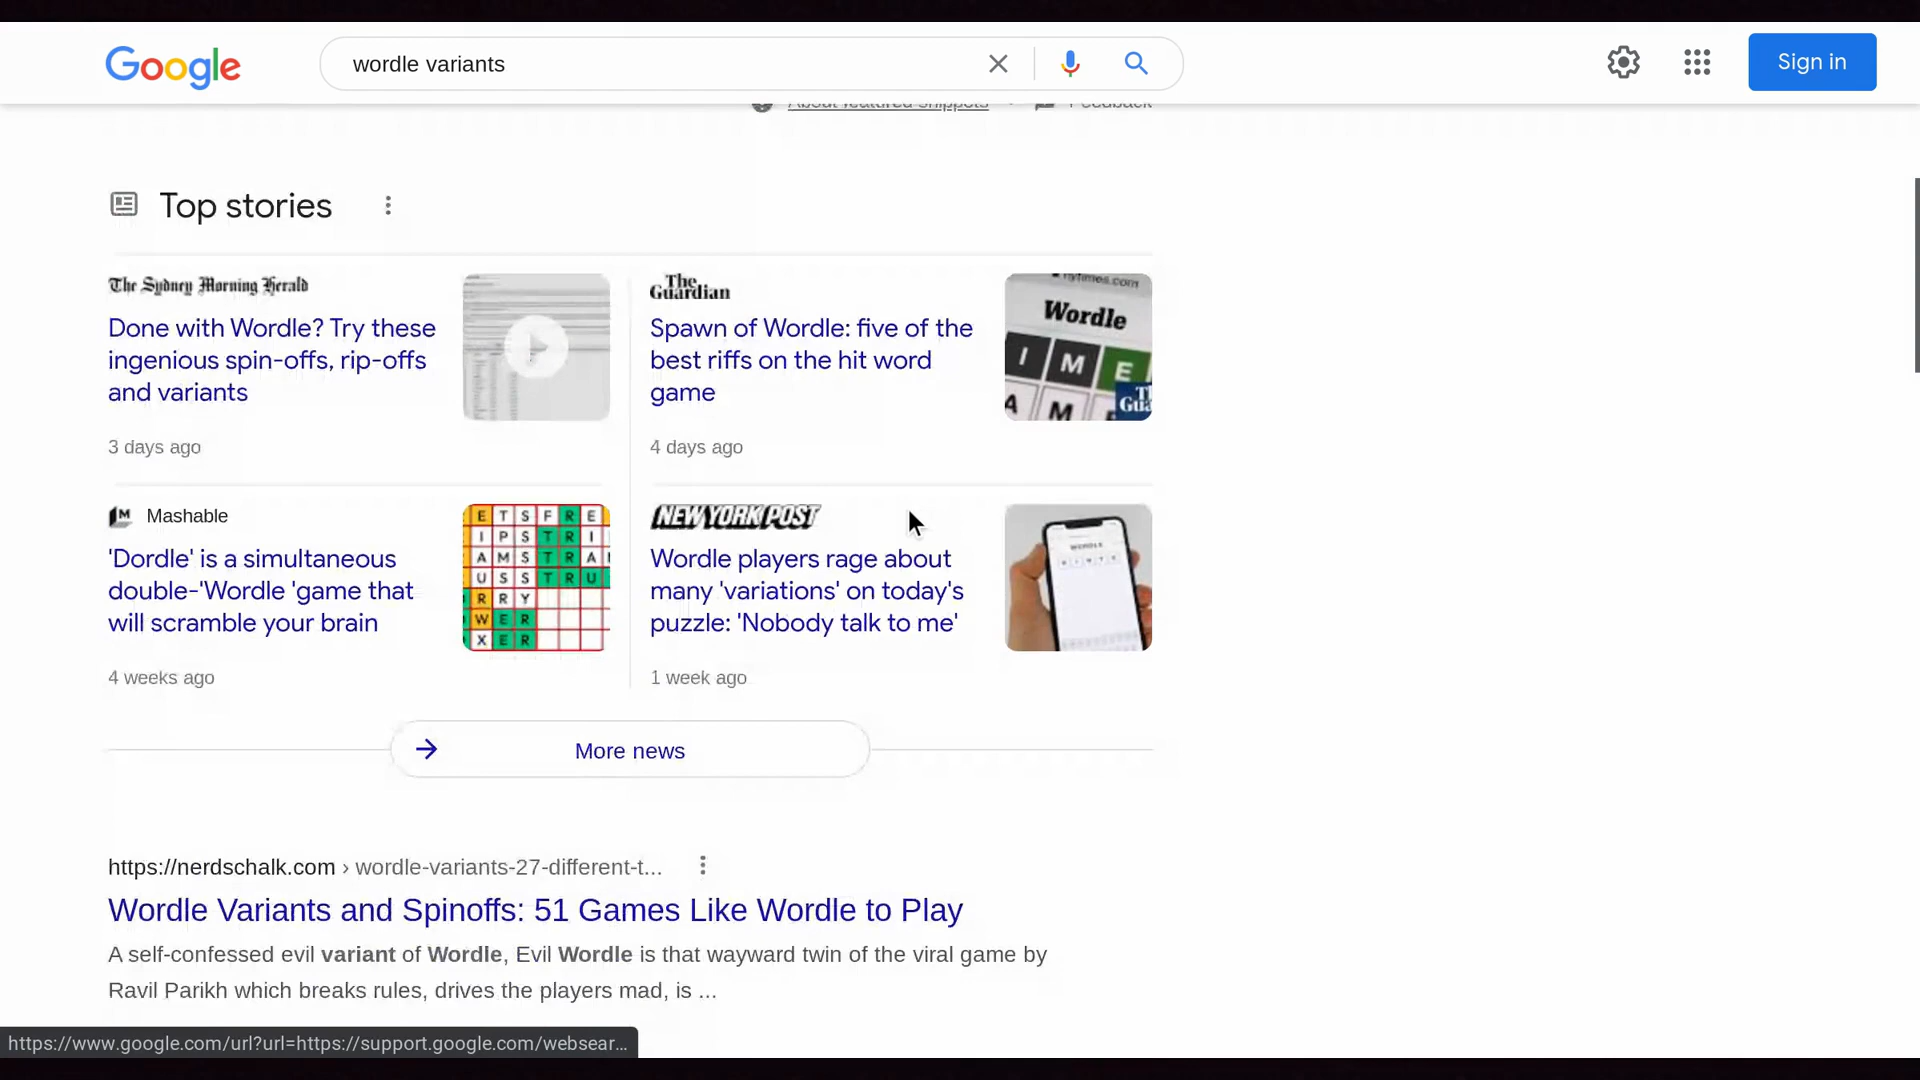 Google
wordle variants
Sign in
About featured snippets
Feedback
Top stories
The Sydney Morning Herald
Done with Wordle? Try these
ingenious spin-offs, rip-offs
and variants
3 days ago
The
Guardian
Spawn of Wordle: five of the
best riffs on the hit word
game
4 days ago
nytimes.com
Wordle
I M E
A M
Mashable
'Dordle' is a simultaneous
double-'Wordle 'game that
will scramble your brain
4 weeks ago
E T S F R E
I P S T R I
A M S T R A
U S S T R U
R R Y
W E R
X E R
NEW YORK POST
Wordle players rage about
many 'variations' on today's
puzzle: 'Nobody talk to me'
1 week ago
WORDLE
More news
https://nerdschalk.com › wordle-variants-27-different-t...
Wordle Variants and Spinoffs: 51 Games Like Wordle to Play
A self-confessed evil variant of Wordle, Evil Wordle is that wayward twin of the viral game by
Ravil Parikh which breaks rules, drives the players mad, is ...
https://www.google.com/url?url=https://support.google.com/websear...